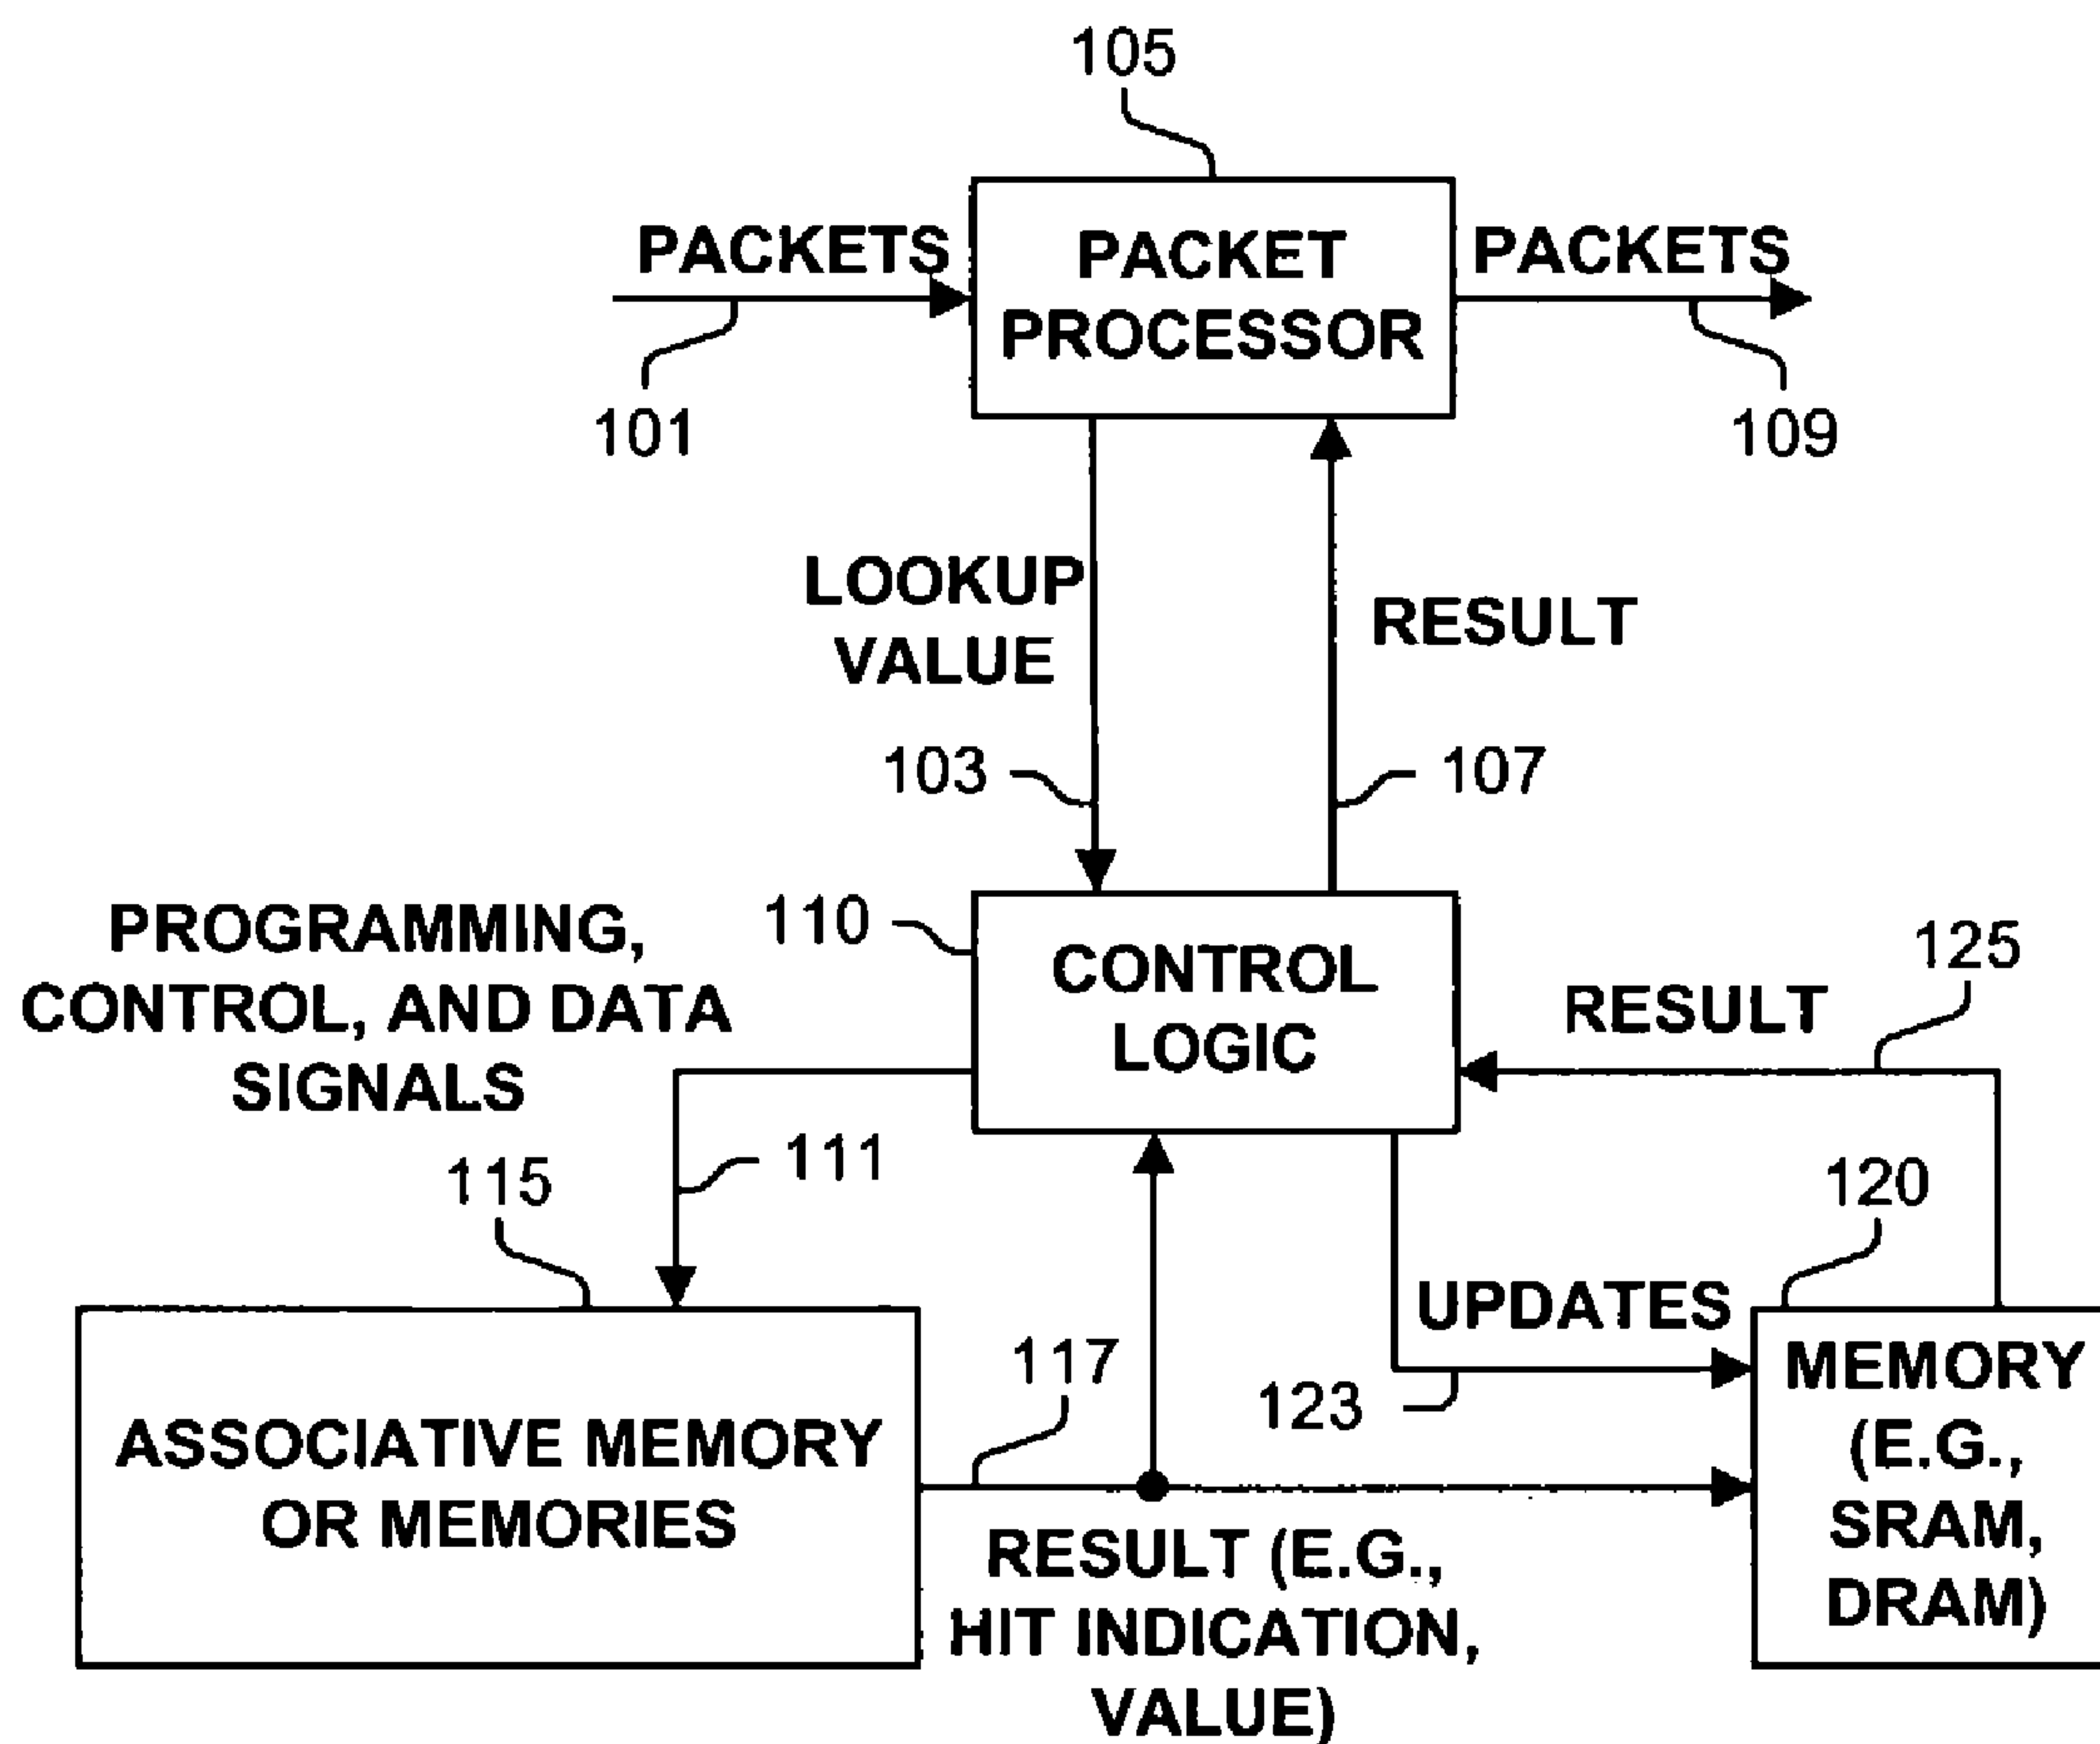 105
PACKETS
PACKET
PROCESSOR
PACKETS
101
109
LOOKUP
VALUE
RESULT
103
107
PROGRAMMING,
CONTROL, AND DATA
SIGNALS
110
CONTROL
LOGIC
125
RESULT
111
115
120
UPDATES
117
123
ASSOCIATIVE MEMORY
OR MEMORIES
MEMORY
(E.G.,
SRAM,
DRAM)
RESULT (E.G.,
HIT INDICATION,
VALUE)